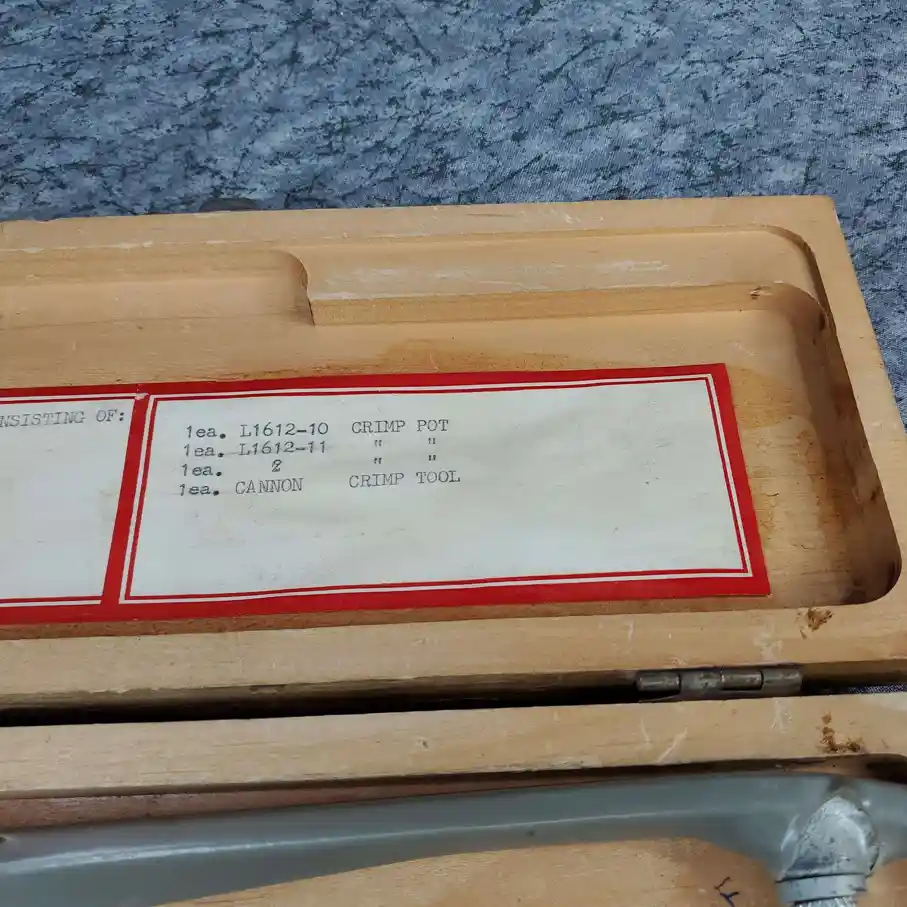 NSISTING OF:
1ea. L1612-10 CRIMP POT
1ea. L1612-11 " "
1ea. 2 " "
1ea. CANNON CRIMP TOOL